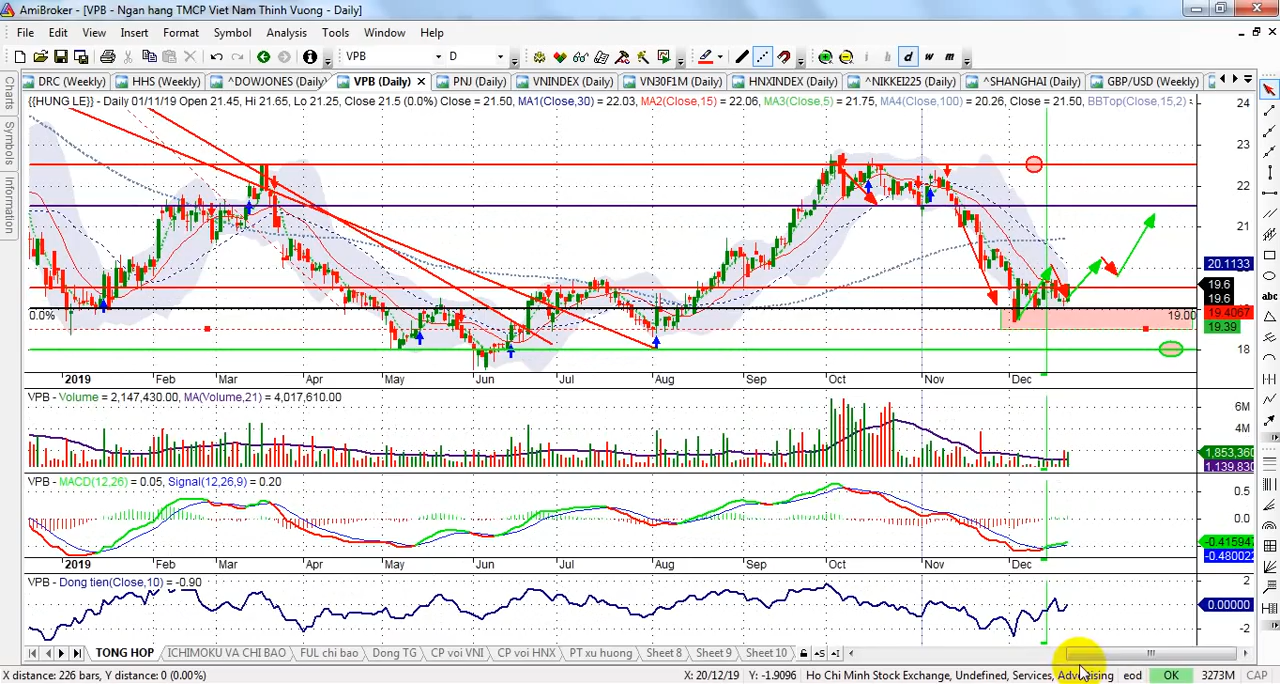 AmiBroker - [VPB - Ngan hang TMCP Viet Nam Thinh Vuong - Daily]
File Edit View Insert Format Symbol Analysis Tools Window Help
VPB D i h d w m
DRC (Weekly) HHS (Weekly) ^DOWJONES (Daily) VPB (Daily) PNJ (Daily) VNINDEX (Daily) VN30F1M (Daily) HNXINDEX (Daily) ^NIKKEI225 (Daily) ^SHANGHAI (Daily) GBP/USD (Weekly)
Charts
Symbols
Information
{{HUNG LE}} - Daily 01/11/19 Open 21.45, Hi 21.65, Lo 21.25, Close 21.5 (0.0%) Close = 21.50, MA1(Close,30) = 22.03, MA2(Close,15) = 22.06, MA3(Close,5) = 21.75, MA4(Close,100) = 20.26, Close = 21.50, BBTop(Close,15,2)
24
23
22
21
20.1133
19.6
19.6
19.4067
19.39
18
0.0%
19.00
abc
2019 Feb Mar Apr May Jun Jul Aug Sep Oct Nov Dec
VPB - Volume = 2,147,430.00, MA(Volume,21) = 4,017,610.00
6M
4M
1,853,360
1,139,830
VPB - MACD(12,26) = 0.05, Signal(12,26,9) = 0.20
0.5
0.0
-0.415947
-0.480022
2019 Feb Mar Apr May Jun Jul Aug Sep Oct Nov Dec
VPB - Dong tien(Close,10) = -0.90
2
0.00000
-2
TONG HOP ICHIMOKU VA CHI BAO FUL chi bao Dong TG CP voi VNI CP voi HNX PT xu huong Sheet 8 Sheet 9 Sheet 10
X distance: 226 bars, Y distance: 0 (0.00%) X: 20/12/19 Y: -1.9096 Ho Chi Minh Stock Exchange, Undefined, Services, Advertising eod OK 3273M CAP